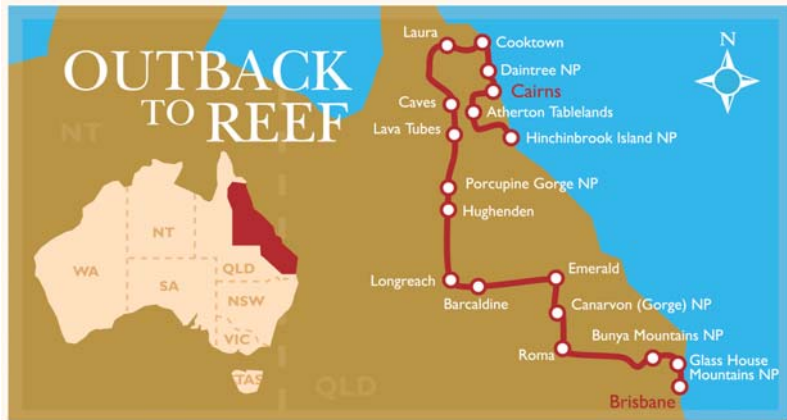 OUTBACK
TO REEF
N
NT
QLD
Laura
Cooktown
Daintree NP
Cairns
Caves
Atherton Tablelands
Lava Tubes
Hinchinbrook Island NP
Porcupine Gorge NP
Hughenden
Longreach
Barcaldine
Emerald
Canarvon (Gorge) NP
Bunya Mountains NP
Roma
Glass House
Mountains NP
Brisbane
WA
NT
SA
QLD
NSW
VIC
TAS